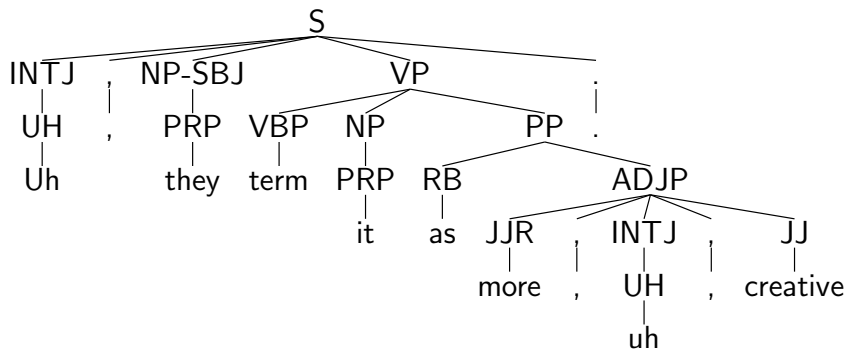 S
INTJ , NP-SBJ VP .
UH , PRP VBP NP PP .
Uh they term PRP RB ADJP
it as JJR , INTJ , JJ
more , UH , creative
uh